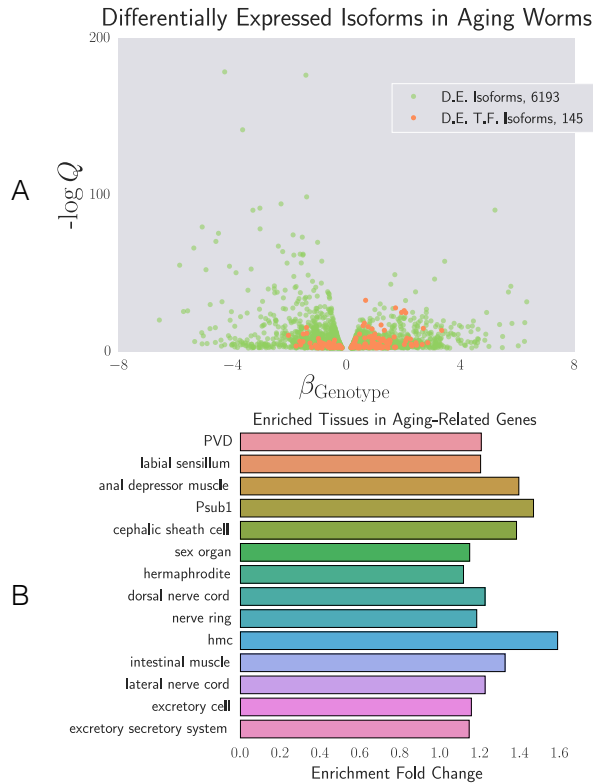 Differentially Expressed Isoforms in Aging Worms
A
200
100
0
-log Q
D.E. Isoforms, 6193
D.E. T.F. Isoforms, 145
−8 −4 0 4 8
βGenotype
B
Enriched Tissues in Aging-Related Genes
PVD
labial sensillum
anal depressor muscle
Psub1
cephalic sheath cell
sex organ
hermaphrodite
dorsal nerve cord
nerve ring
hmc
intestinal muscle
lateral nerve cord
excretory cell
excretory secretory system
0.0 0.2 0.4 0.6 0.8 1.0 1.2 1.4 1.6
Enrichment Fold Change